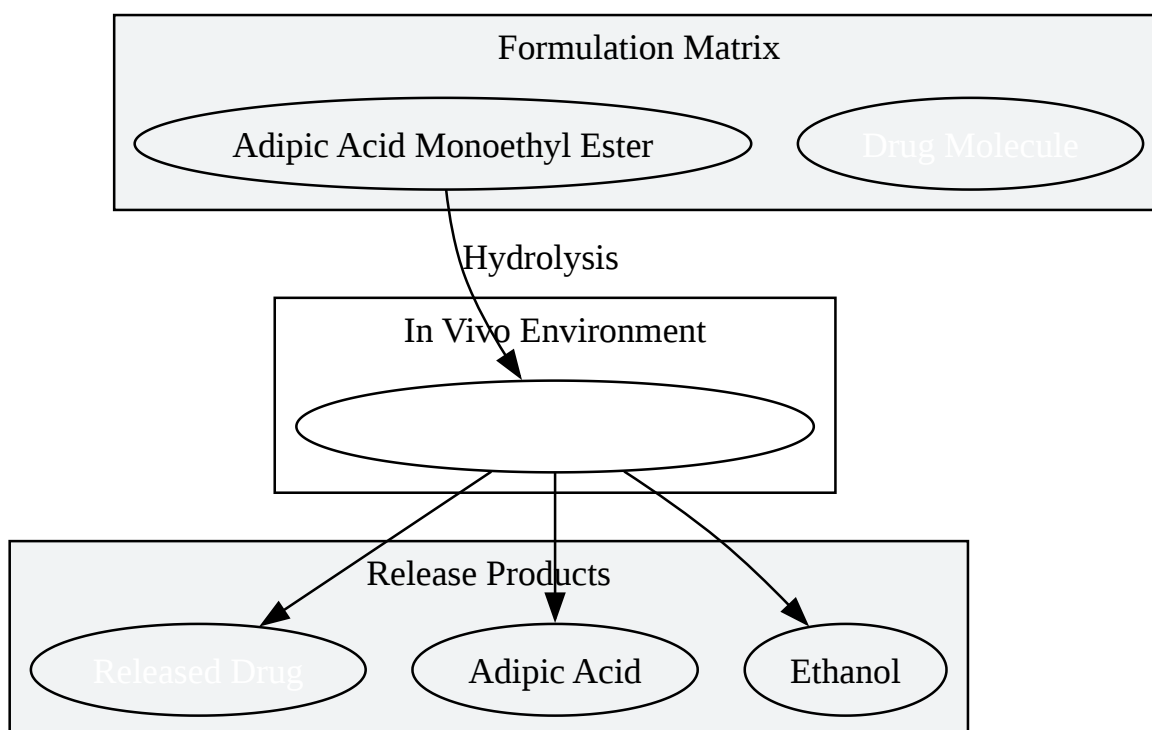 Formulation Matrix
Adipic Acid Monoethyl Ester
Drug Molecule
Hydrolysis
In Vivo Environment
Release Products
Released Drug
Adipic Acid
Ethanol